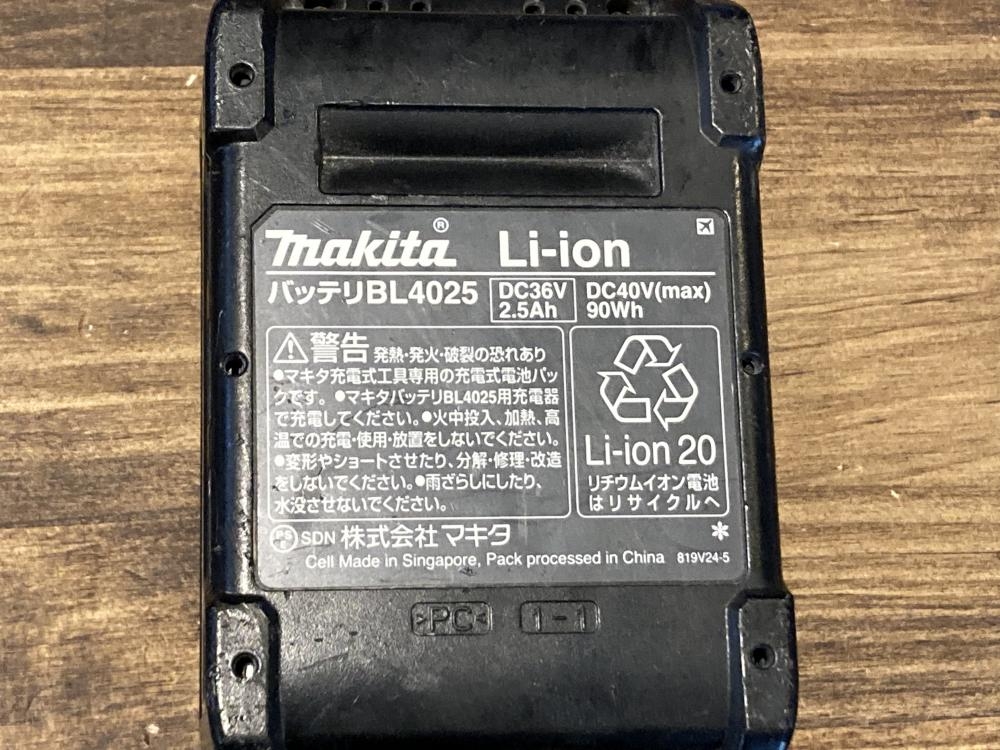 makita® Li-ion
バッテリBL4025 DC36V 2.5Ah DC40V(max) 90Wh
警告 発熱・発火・破裂の恐れあり
●マキタ充電式工具専用の充電式電池パッ
クです。●マキタバッテリBL4025用充電器
で充電してください。●火中投入、加熱、高
温での充電・使用・放置をしないでください。
●変形やショートさせたり、分解・修理・改造
をしないでください。●雨ざらしにしたり、
水没させないでください。
Li-ion 20
リチウムイオン電池
はリサイクルへ
PS E SDN 株式会社 マキタ *
Cell Made in Singapore, Pack processed in China 819V24-5
>PC< 1-1